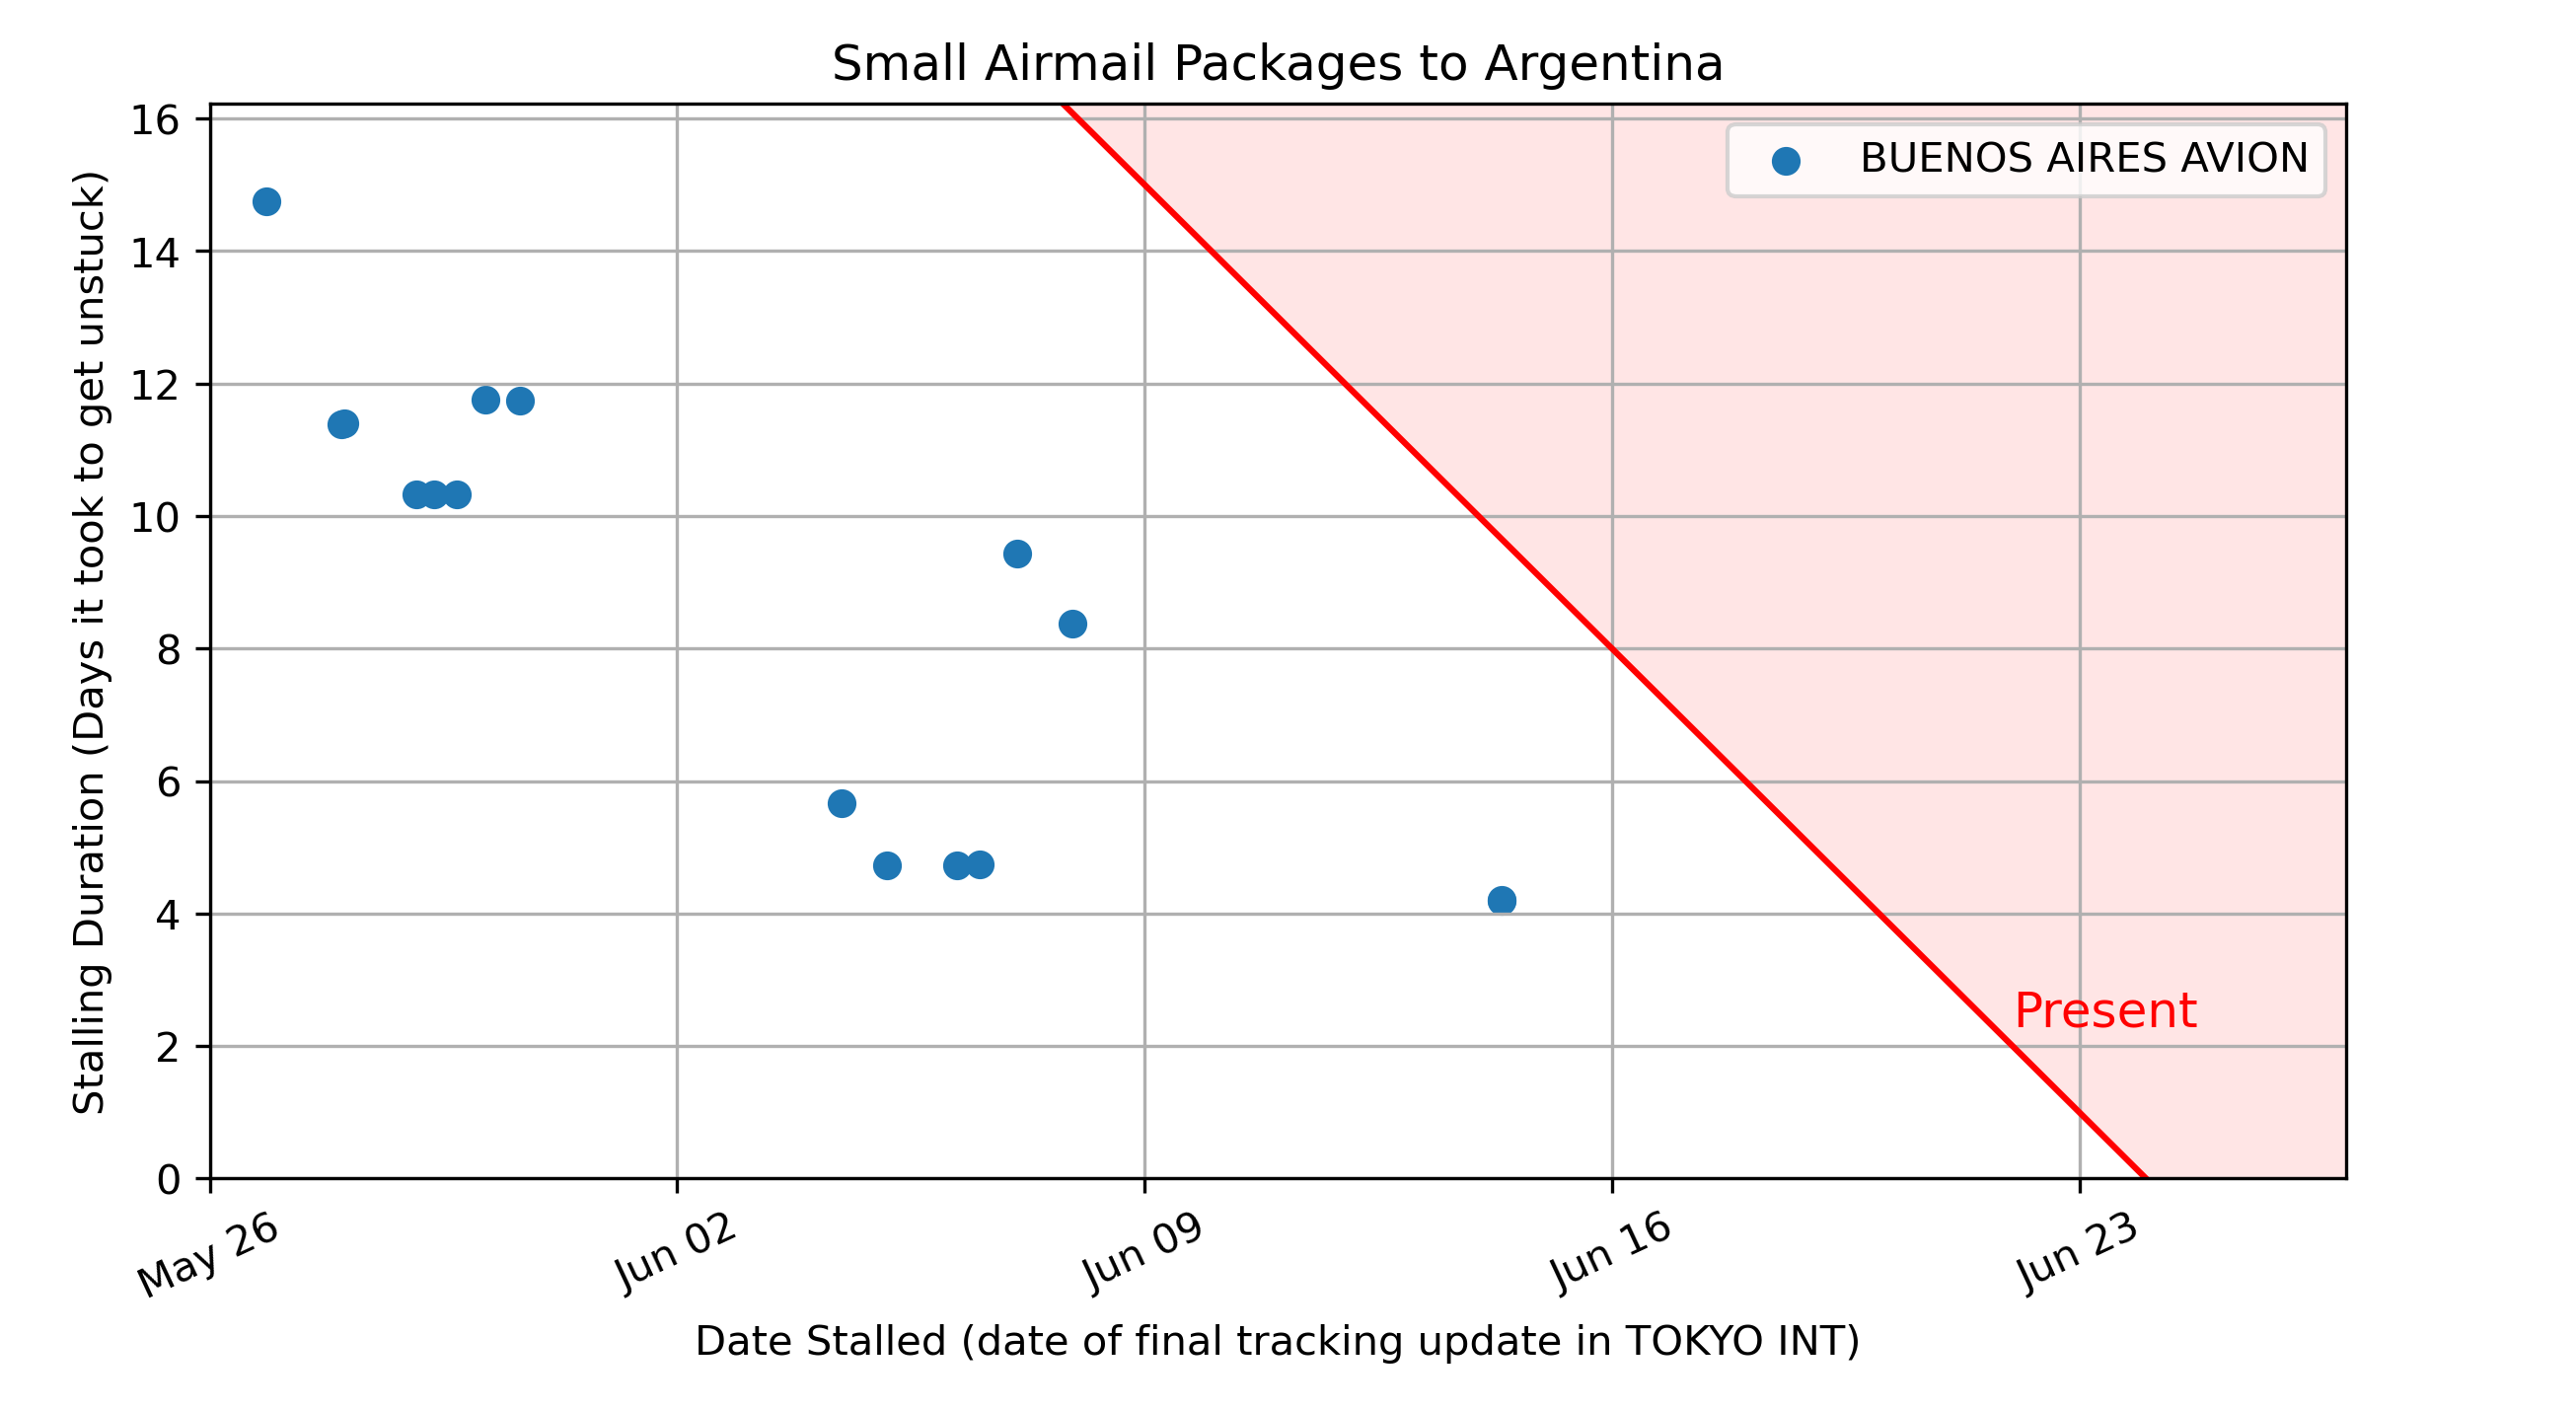 Small Airmail Packages to Argentina
BUENOS AIRES AVION
Stalling Duration (Days it took to get unstuck)
16
14
12
10
8
6
4
2
0
Present
May 26
Jun 02
Jun 09
Jun 16
Jun 23
Date Stalled (date of final tracking update in TOKYO INT)